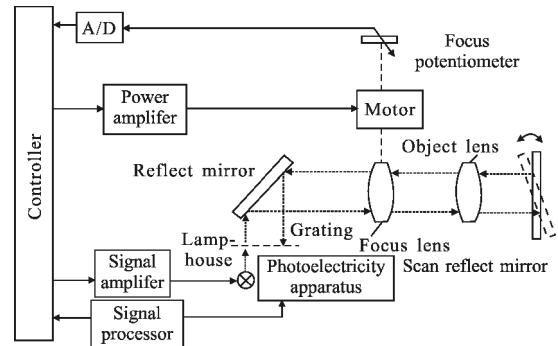 A/D
Focus
potentiometer
Power
amplifer
Motor
Controller
Object lens
Reflect mirror
Grating
Lamp-
house
Focus lens
Scan reflect mirror
Signal
amplifer
Photoelectricity
apparatus
Signal
processor